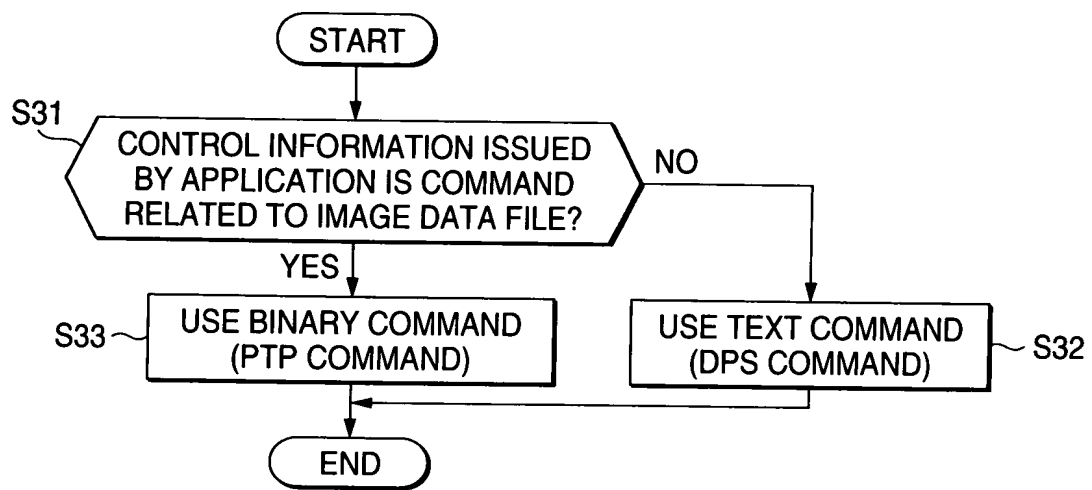 START
S31
CONTROL INFORMATION ISSUED
BY APPLICATION IS COMMAND
RELATED TO IMAGE DATA FILE?
NO
YES
S33
USE BINARY COMMAND
(PTP COMMAND)
USE TEXT COMMAND
(DPS COMMAND)
S32
END